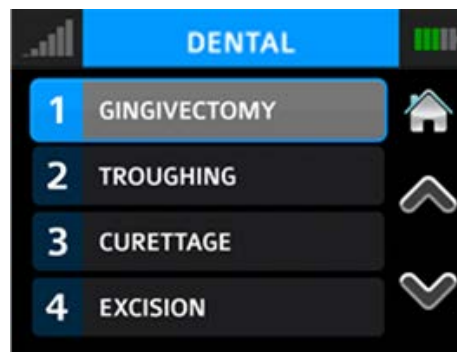 DENTAL
1 GINGIVECTOMY
2 TROUGHING
3 CURETTAGE
4 EXCISION